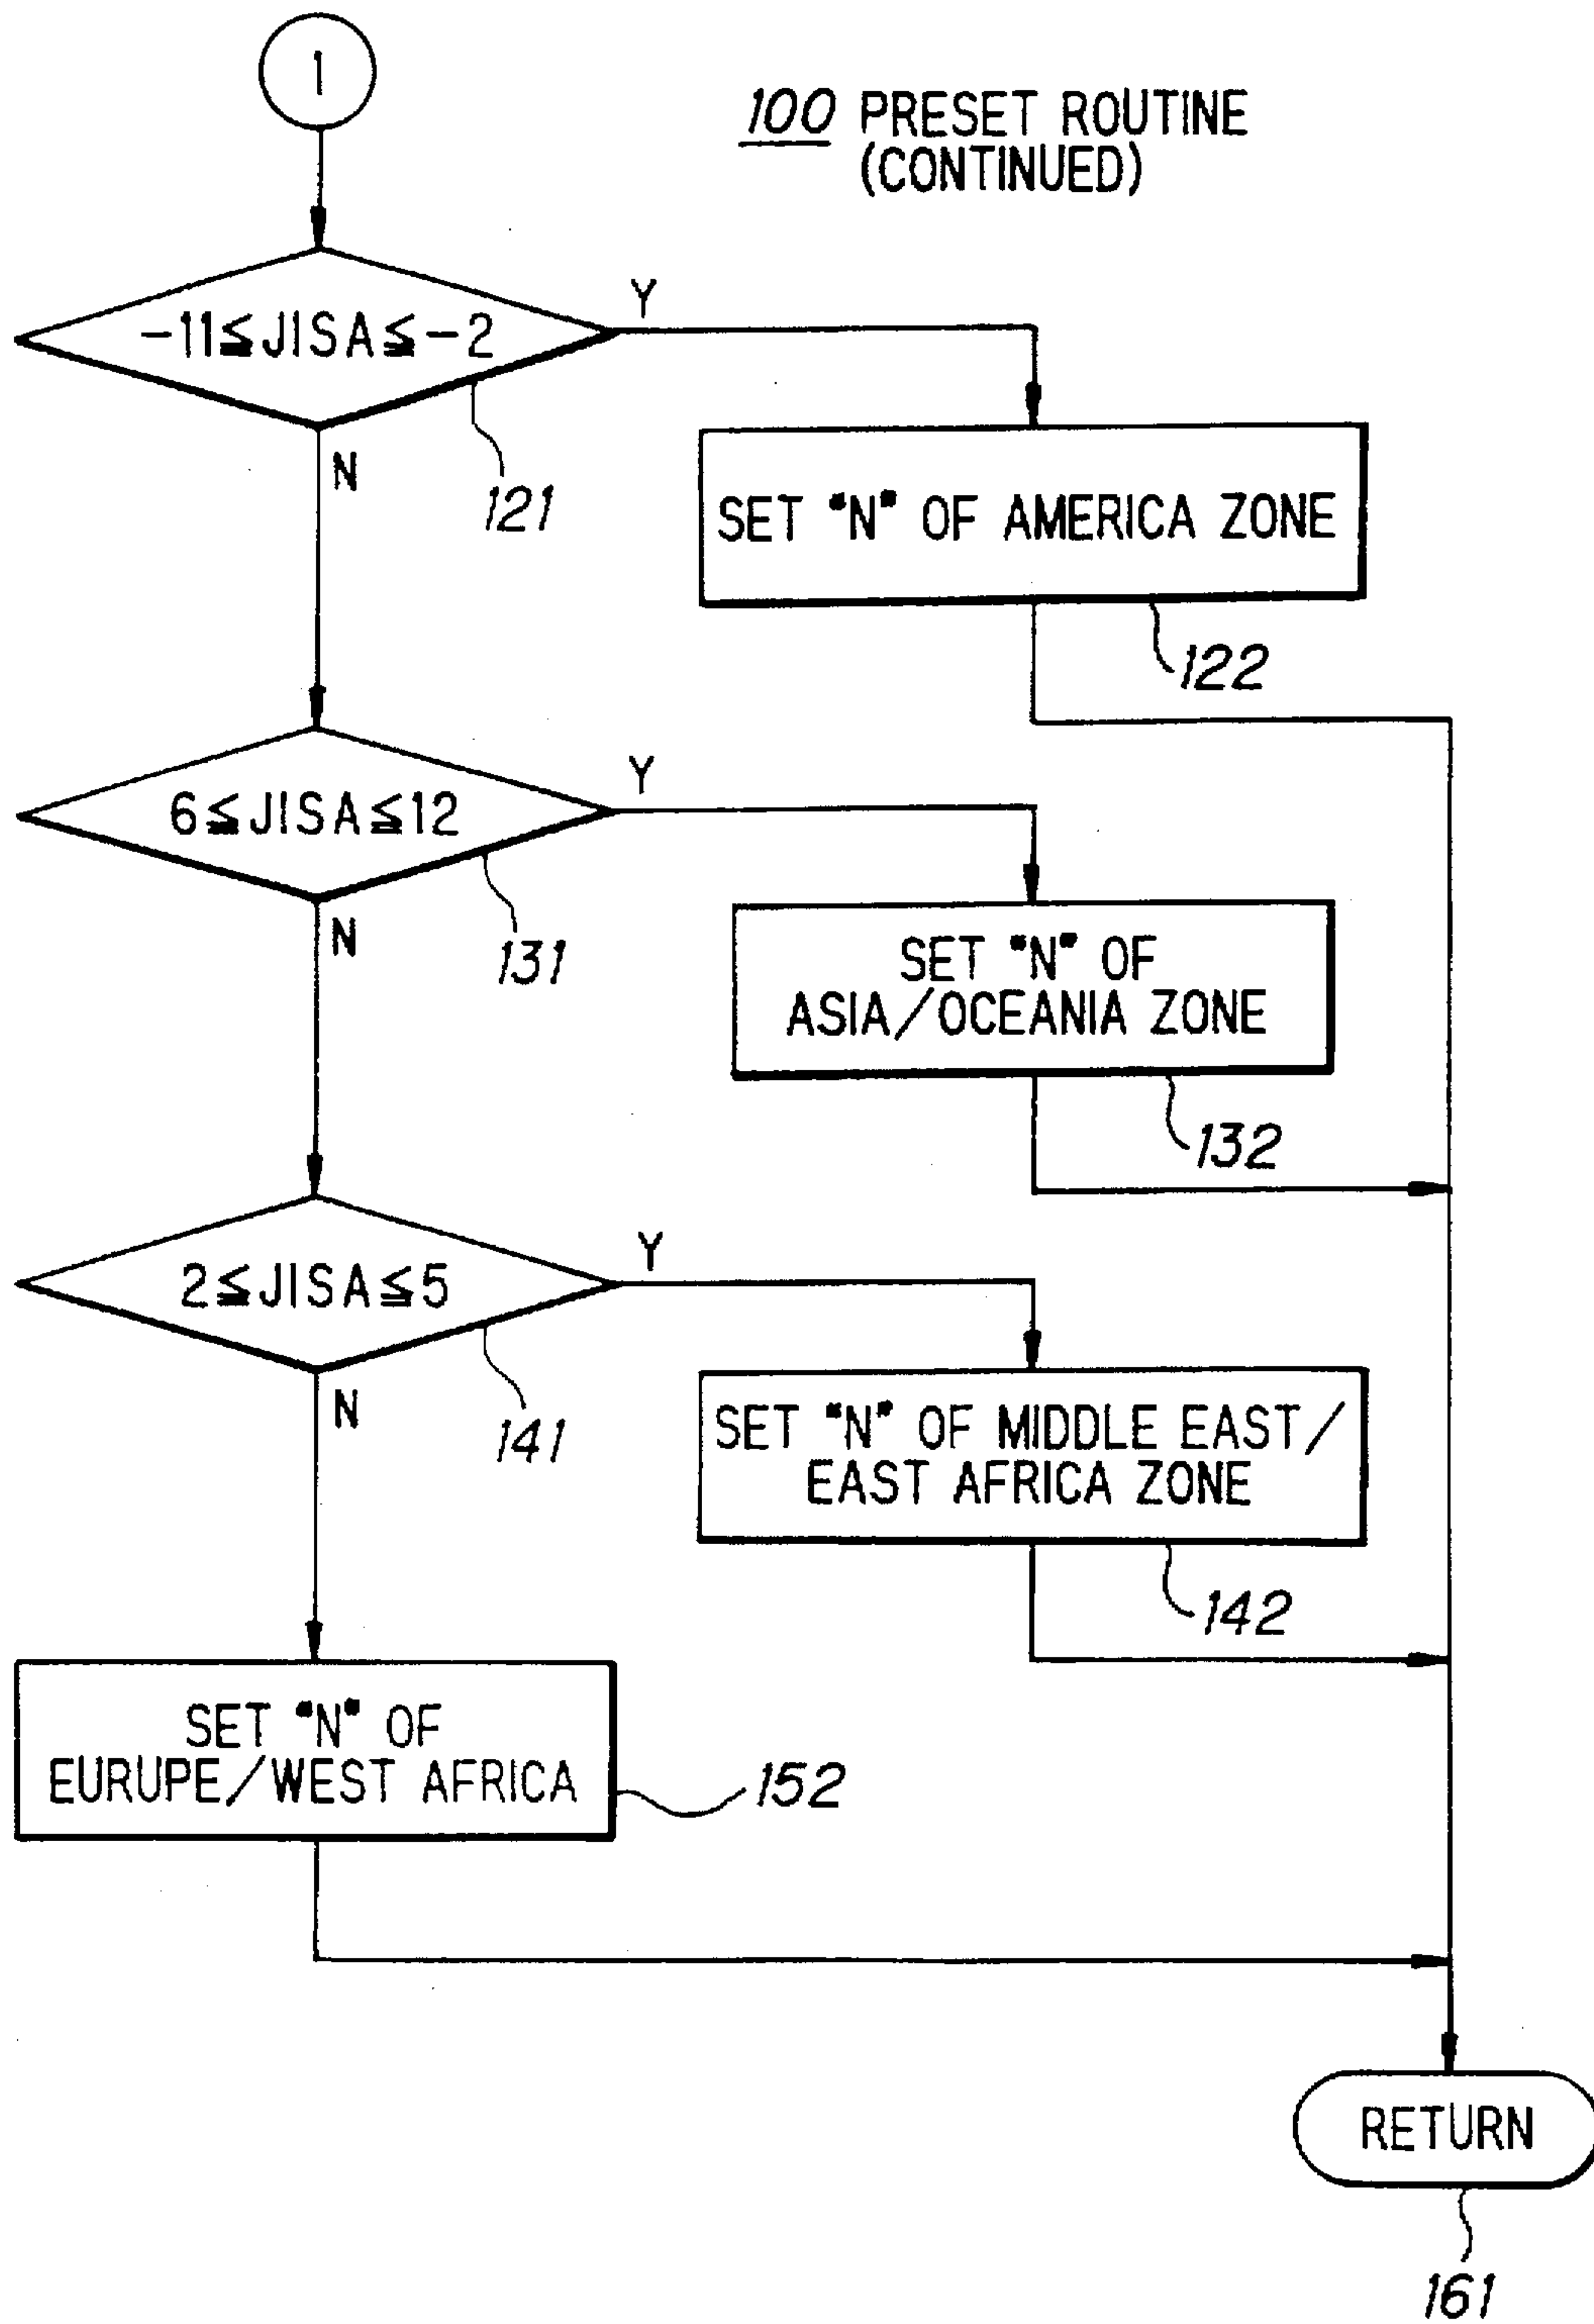 1
100 PRESET ROUTINE
(CONTINUED)
-11≦JISA≦-2
Y
N
121
SET "N" OF AMERICA ZONE
122
6≦JISA≦12
Y
N
131
SET "N" OF
ASIA/OCEANIA ZONE
132
2≦JISA≦5
Y
N
141
SET "N" OF MIDDLE EAST/
EAST AFRICA ZONE
142
SET "N" OF
EURUPE/WEST AFRICA
152
RETURN
161